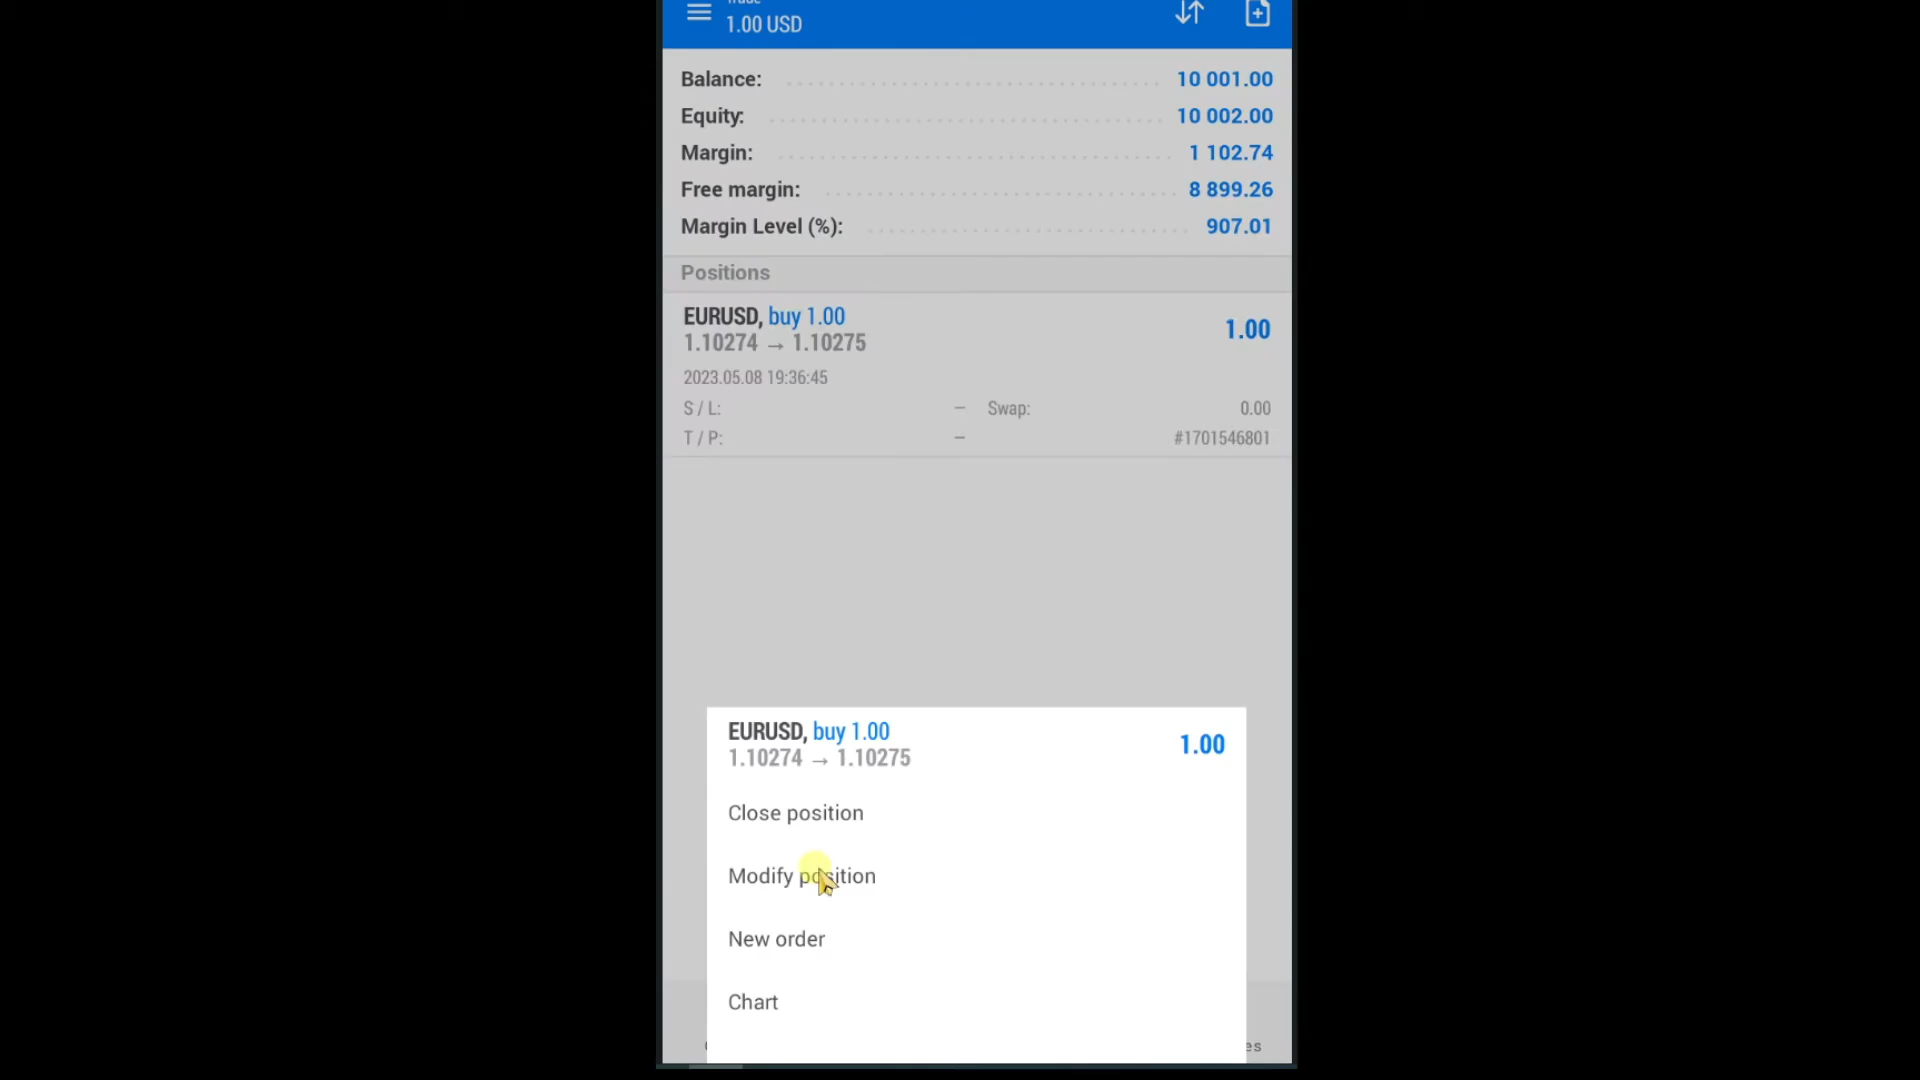 1.00 USD
Balance: 10 001.00
Equity: 10 002.00
Margin: 1 102.74
Free margin: 8 899.26
Margin Level (%): 907.01
Positions
EURUSD, buy 1.00 1.00
1.10274 → 1.10275
2023.05.08 19:36:45
S / L: – Swap: 0.00
T / P: – #1701546801
EURUSD, buy 1.00 1.00
1.10274 → 1.10275
Close position
Modify position
New order
Chart